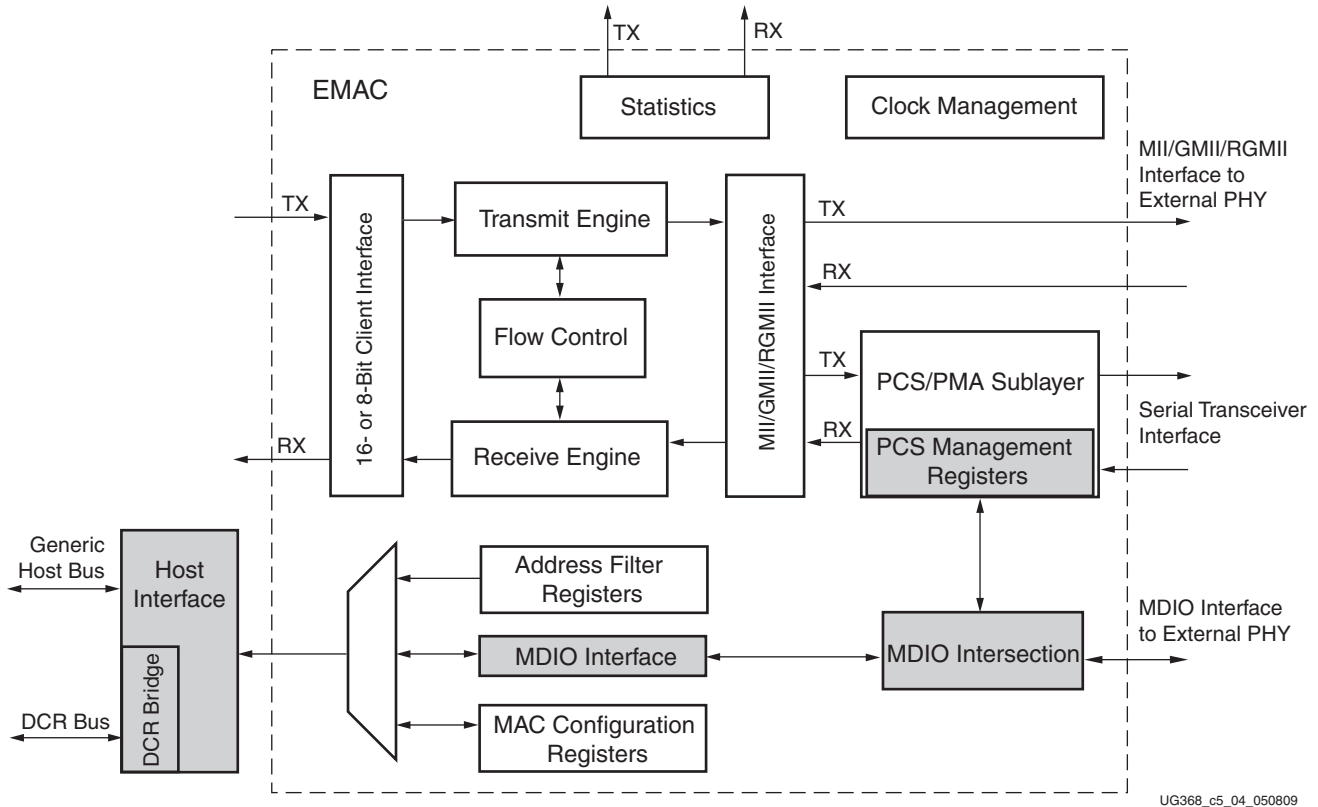 TX
RX
EMAC
Statistics
Clock Management
MII/GMII/RGMII
Interface to
External PHY
TX
16- or 8-Bit Client Interface
Transmit Engine
MII/GMII/RGMII Interface
TX
RX
Flow Control
TX
PCS/PMA Sublayer
Serial Transceiver
Interface
RX
Receive Engine
RX
PCS Management
Registers
Generic
Host Bus
Host
Interface
Address Filter
Registers
MDIO Interface
to External PHY
MDIO Interface
MDIO Intersection
DCR Bus
DCR Bridge
MAC Configuration
Registers
UG368_c5_04_050809